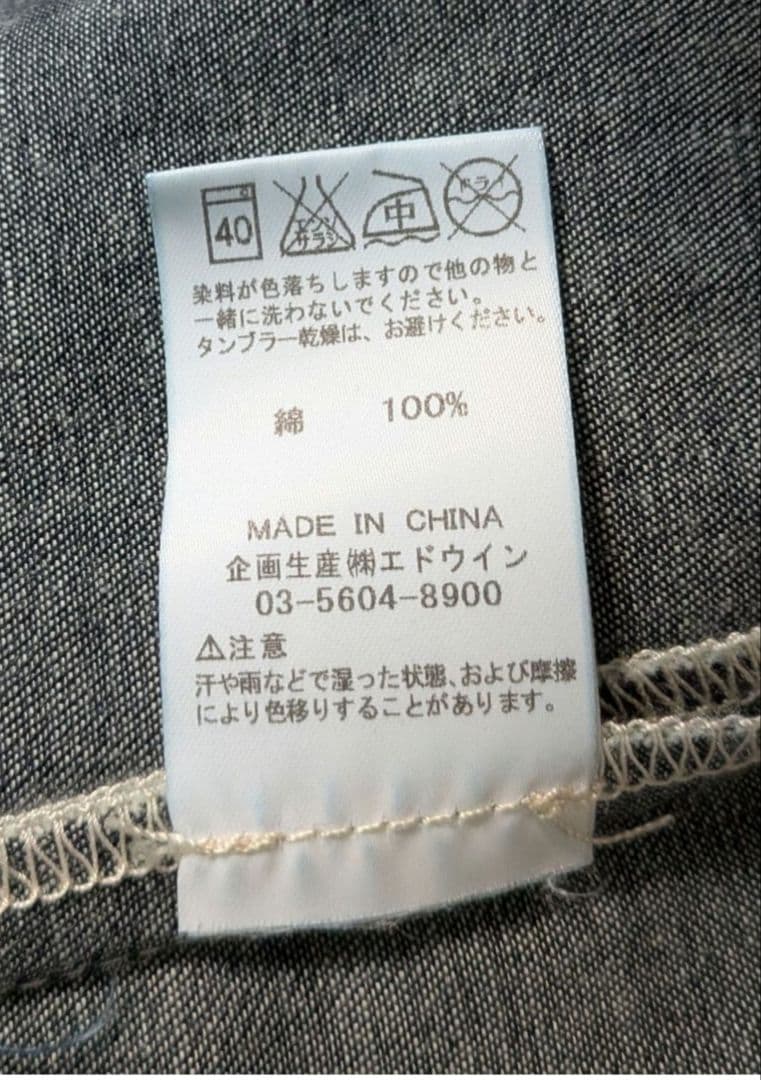 40 エンソサラシ 中 ドライ
染料が色落ちしますので他の物と
一緒に洗わないでください。
タンブラー乾燥は、お避けください。
綿 100%
MADE IN CHINA
企画生産㈱エドウイン
03-5604-8900
⚠注意
汗や雨などで湿った状態、および摩擦
により色移りすることがあります。